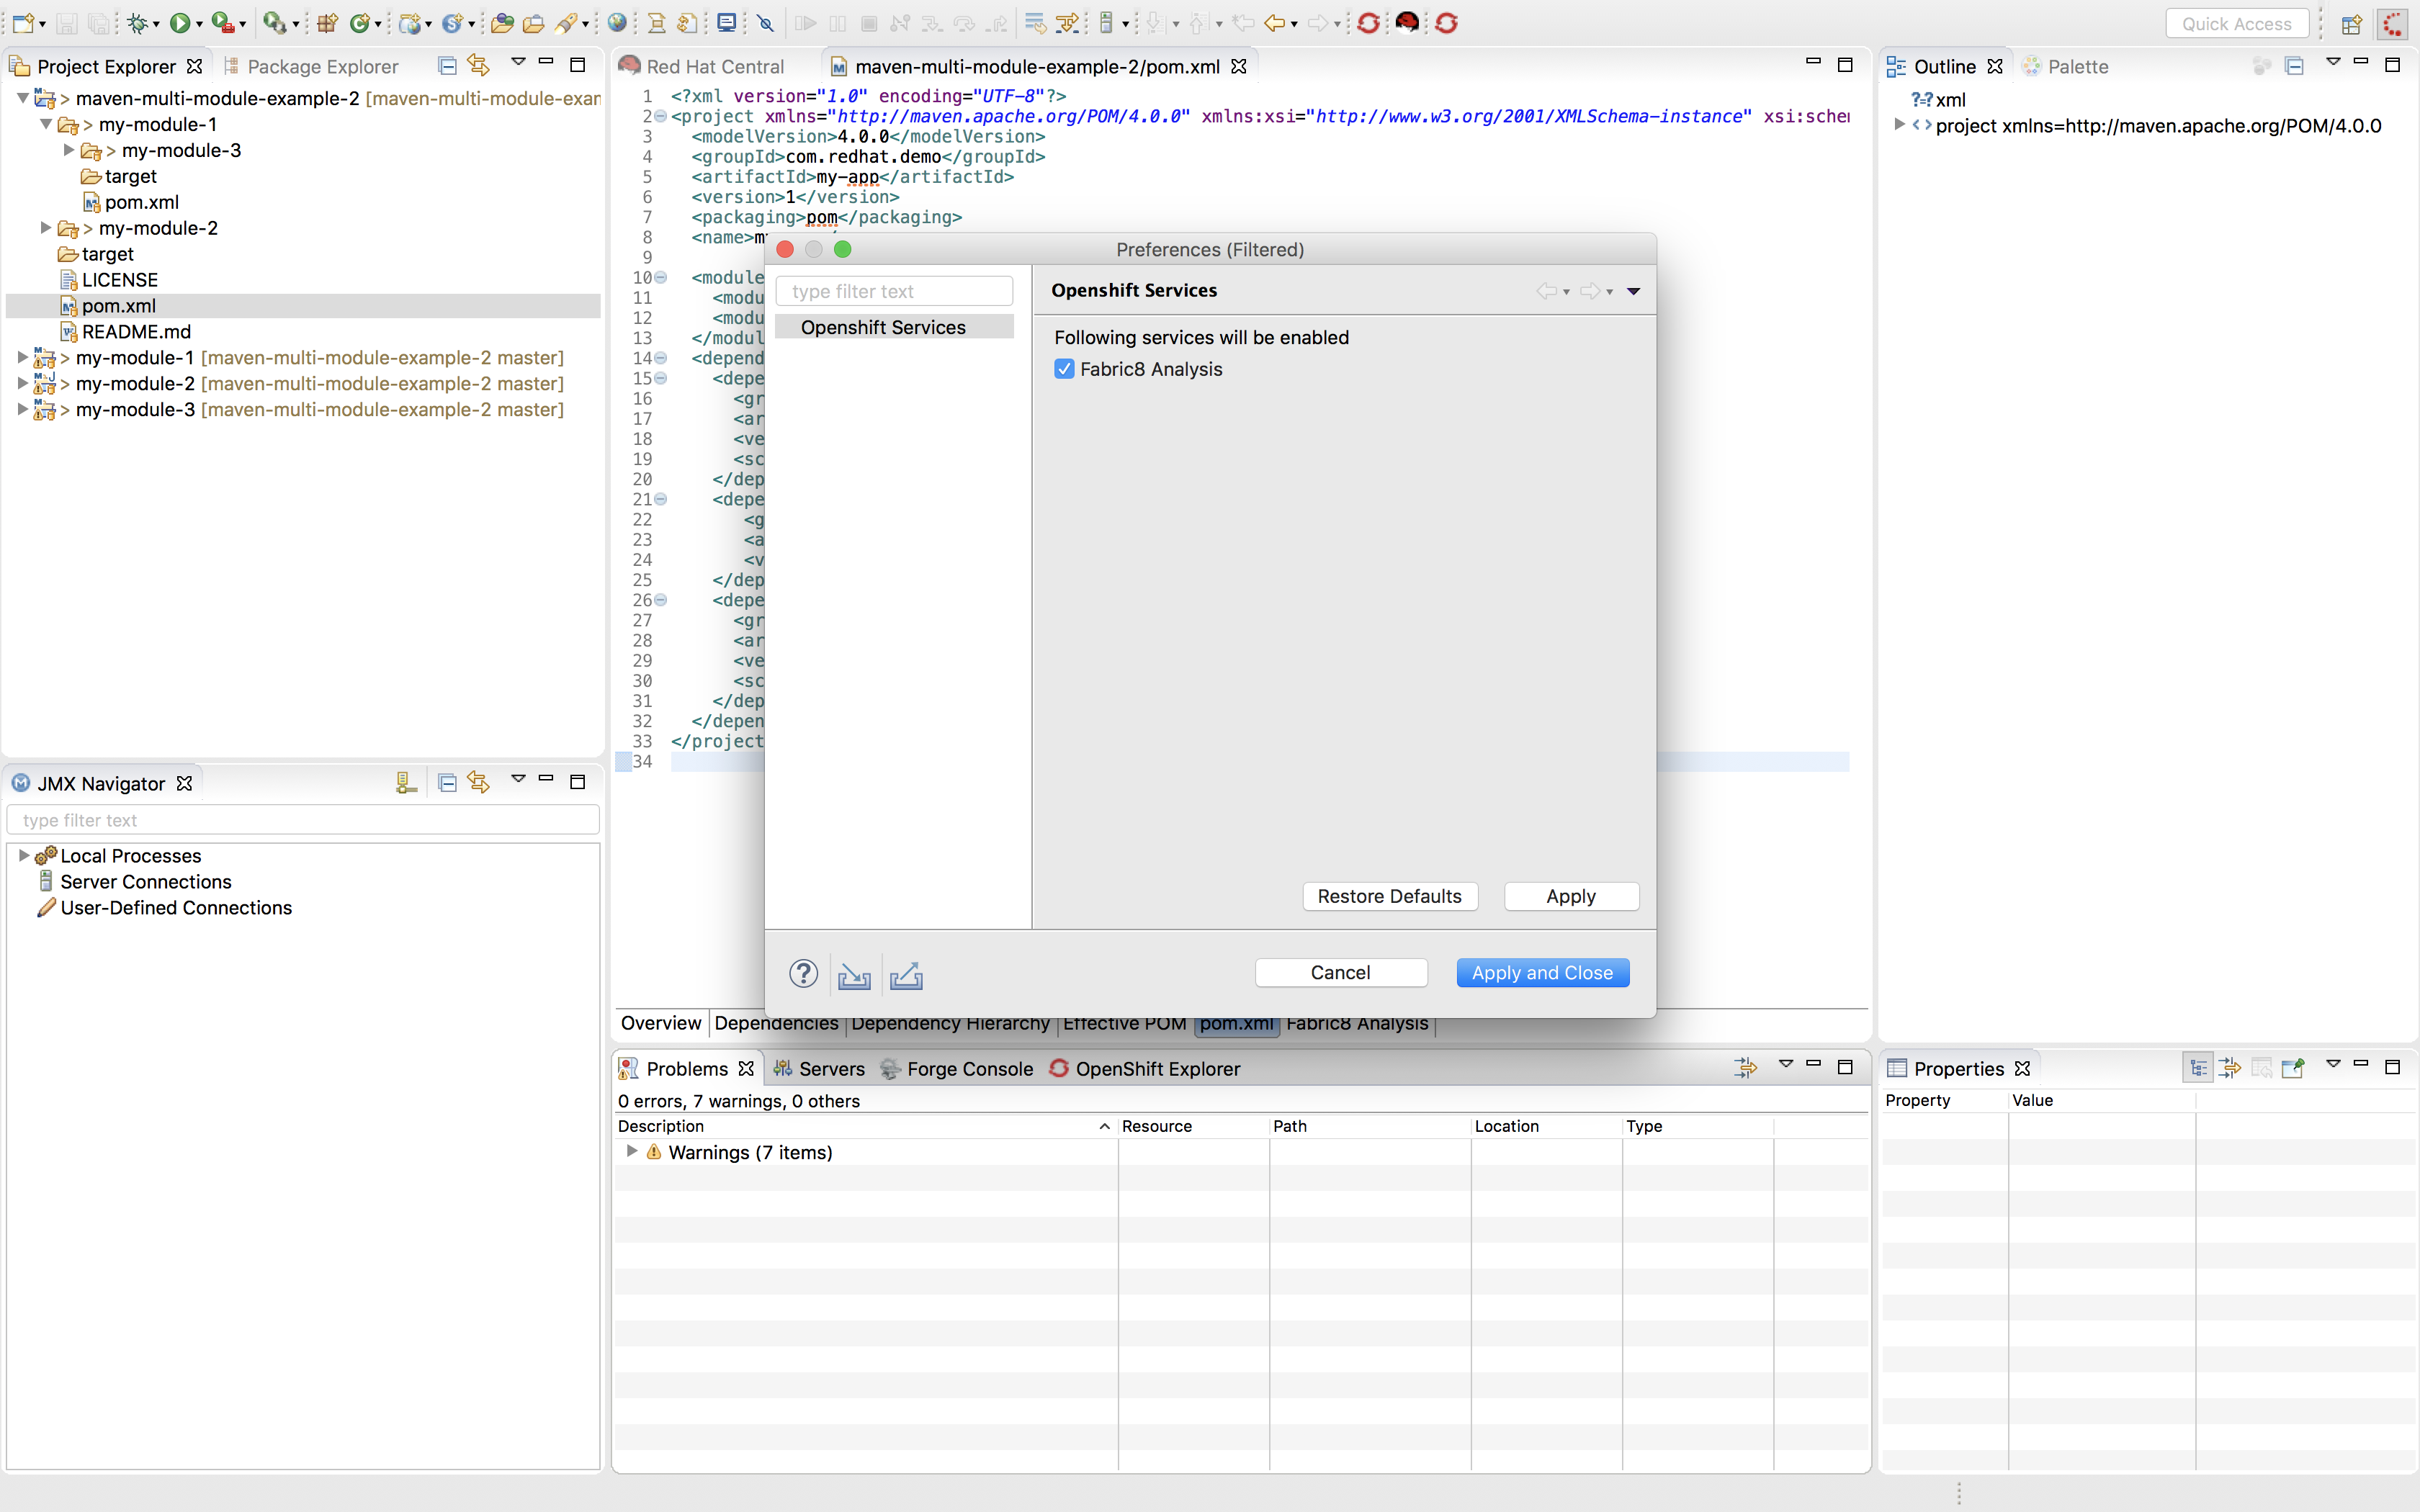 Quick Access
Project Explorer
Package Explorer
> maven-multi-module-example-2 [maven-multi-module-exam
> my-module-1
> my-module-3
target
pom.xml
> my-module-2
target
LICENSE
pom.xml
README.md
> my-module-1 [maven-multi-module-example-2 master]
> my-module-2 [maven-multi-module-example-2 master]
> my-module-3 [maven-multi-module-example-2 master]
JMX Navigator
type filter text
Local Processes
Server Connections
User-Defined Connections
Red Hat Central
maven-multi-module-example-2/pom.xml
1 <?xml version="1.0" encoding="UTF-8"?>
2 <project xmlns="http://maven.apache.org/POM/4.0.0" xmlns:xsi="http://www.w3.org/2001/XMLSchema-instance" xsi:schem
3 <modelVersion>4.0.0</modelVersion>
4 <groupId>com.redhat.demo</groupId>
5 <artifactId>my-app</artifactId>
6 <version>1</version>
7 <packaging>pom</packaging>
8 <name>m
9
10 <module
11 <modu
12 <modu
13 </modul
14 <depend
15 <depe
16 <gr
17 <ar
18 <ve
19 <sc
20 </dep
21 <depe
22 <g
23 <a
24 <v
25 </dep
26 <depe
27 <gr
28 <ar
29 <ve
30 <sc
31 </dep
32 </depen
33 </project
34
Preferences (Filtered)
type filter text
Openshift Services
Openshift Services
Following services will be enabled
Fabric8 Analysis
Restore Defaults
Apply
?
Cancel
Apply and Close
Overview
Dependencies
Dependency Hierarchy
Effective POM
pom.xml
Fabric8 Analysis
Problems
Servers
Forge Console
OpenShift Explorer
0 errors, 7 warnings, 0 others
Description
Resource
Path
Location
Type
Warnings (7 items)
Outline
Palette
?=? xml
<> project xmlns=http://maven.apache.org/POM/4.0.0
Properties
Property
Value